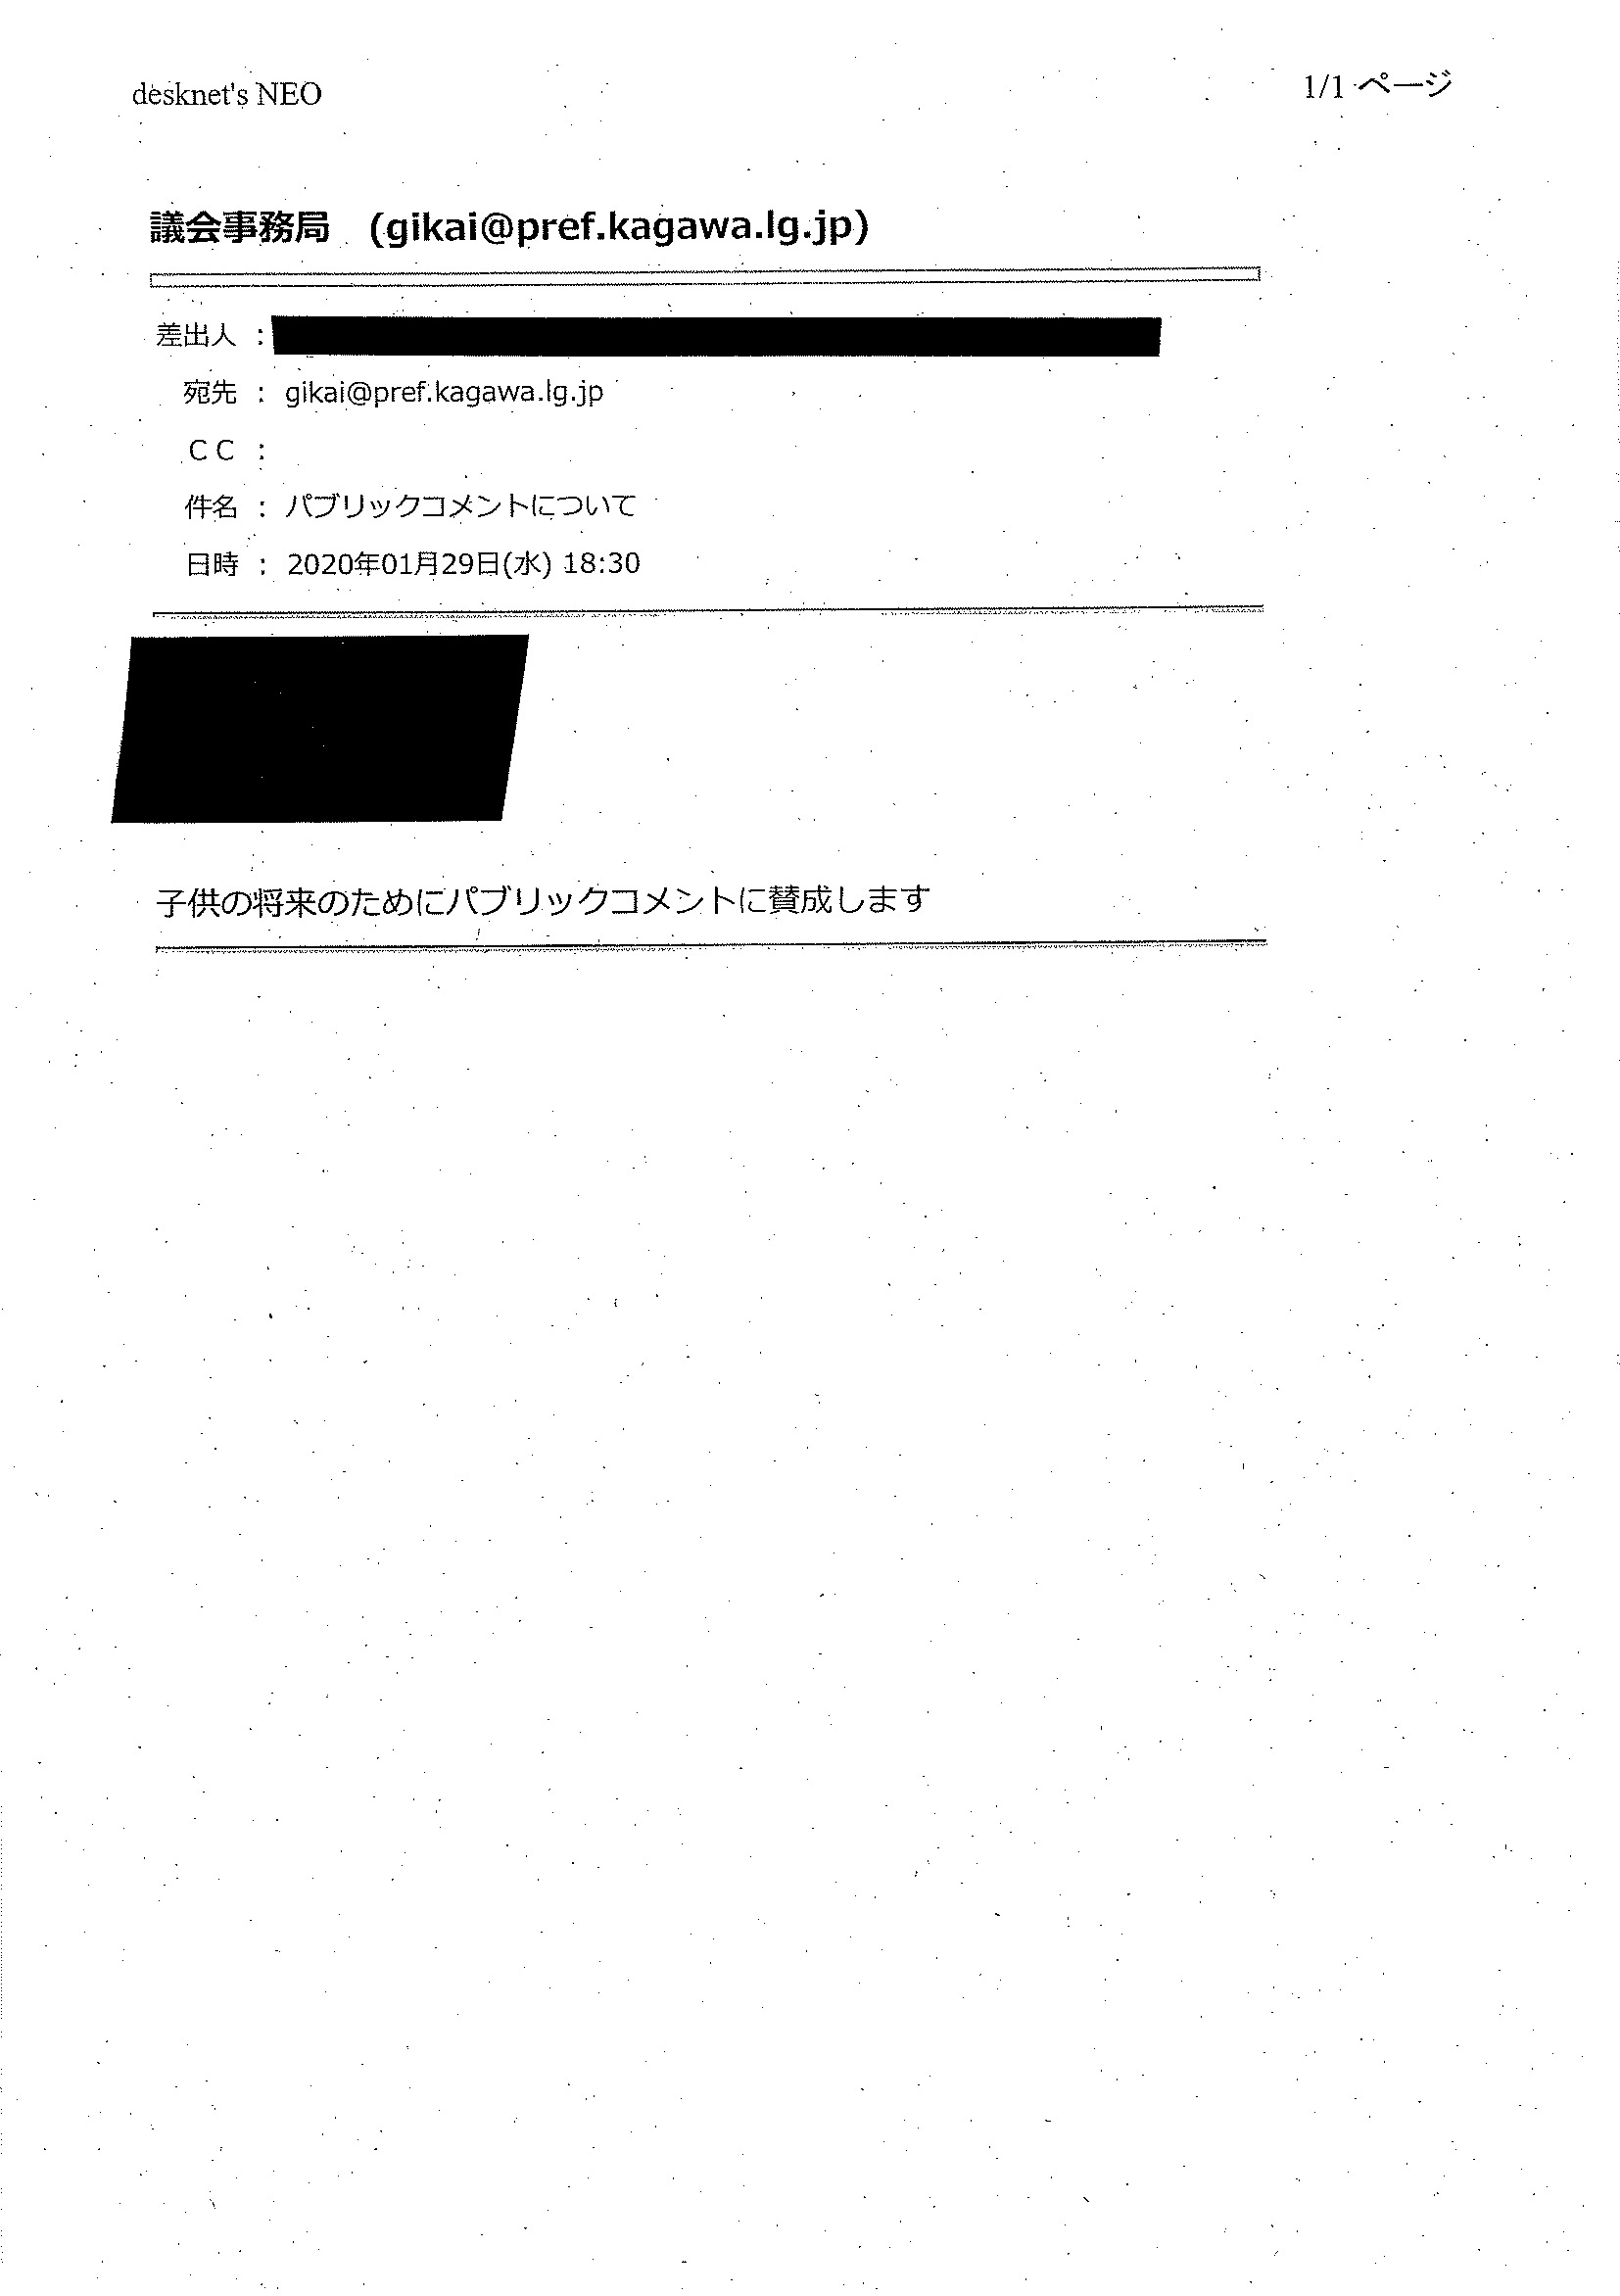 desknet's NEO
1/1 ページ
議会事務局 (gikai@pref.kagawa.lg.jp)
差出人 :
宛先 : gikai@pref.kagawa.lg.jp
CC :
件名 : パブリックコメントについて
日時 : 2020年01月29日(水) 18:30
子供の将来のためにパブリックコメントに賛成します